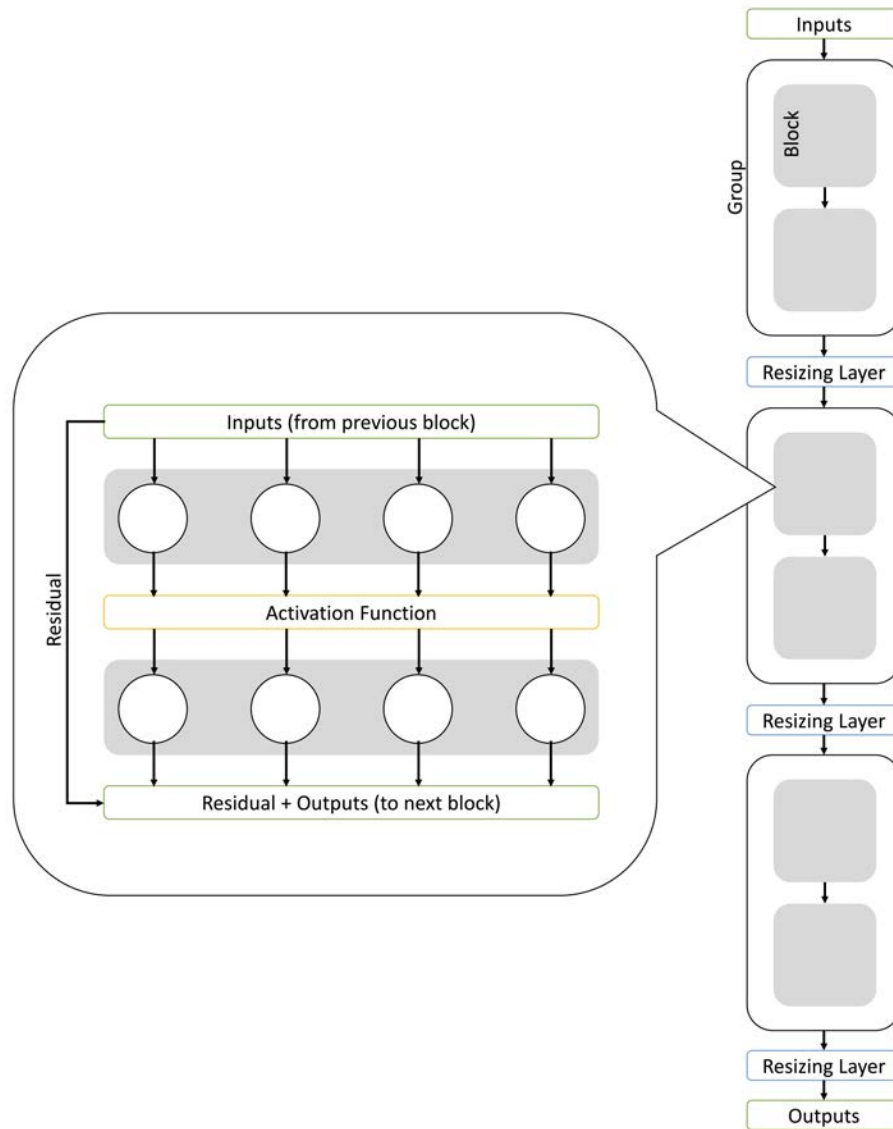 Inputs
Block
Group
Resizing Layer
Inputs (from previous block)
Residual
Activation Function
Residual + Outputs (to next block)
Resizing Layer
Resizing Layer
Outputs